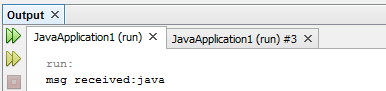 Output
JavaApplication1 (run) JavaApplication1 (run) #3
run:
msg received:java